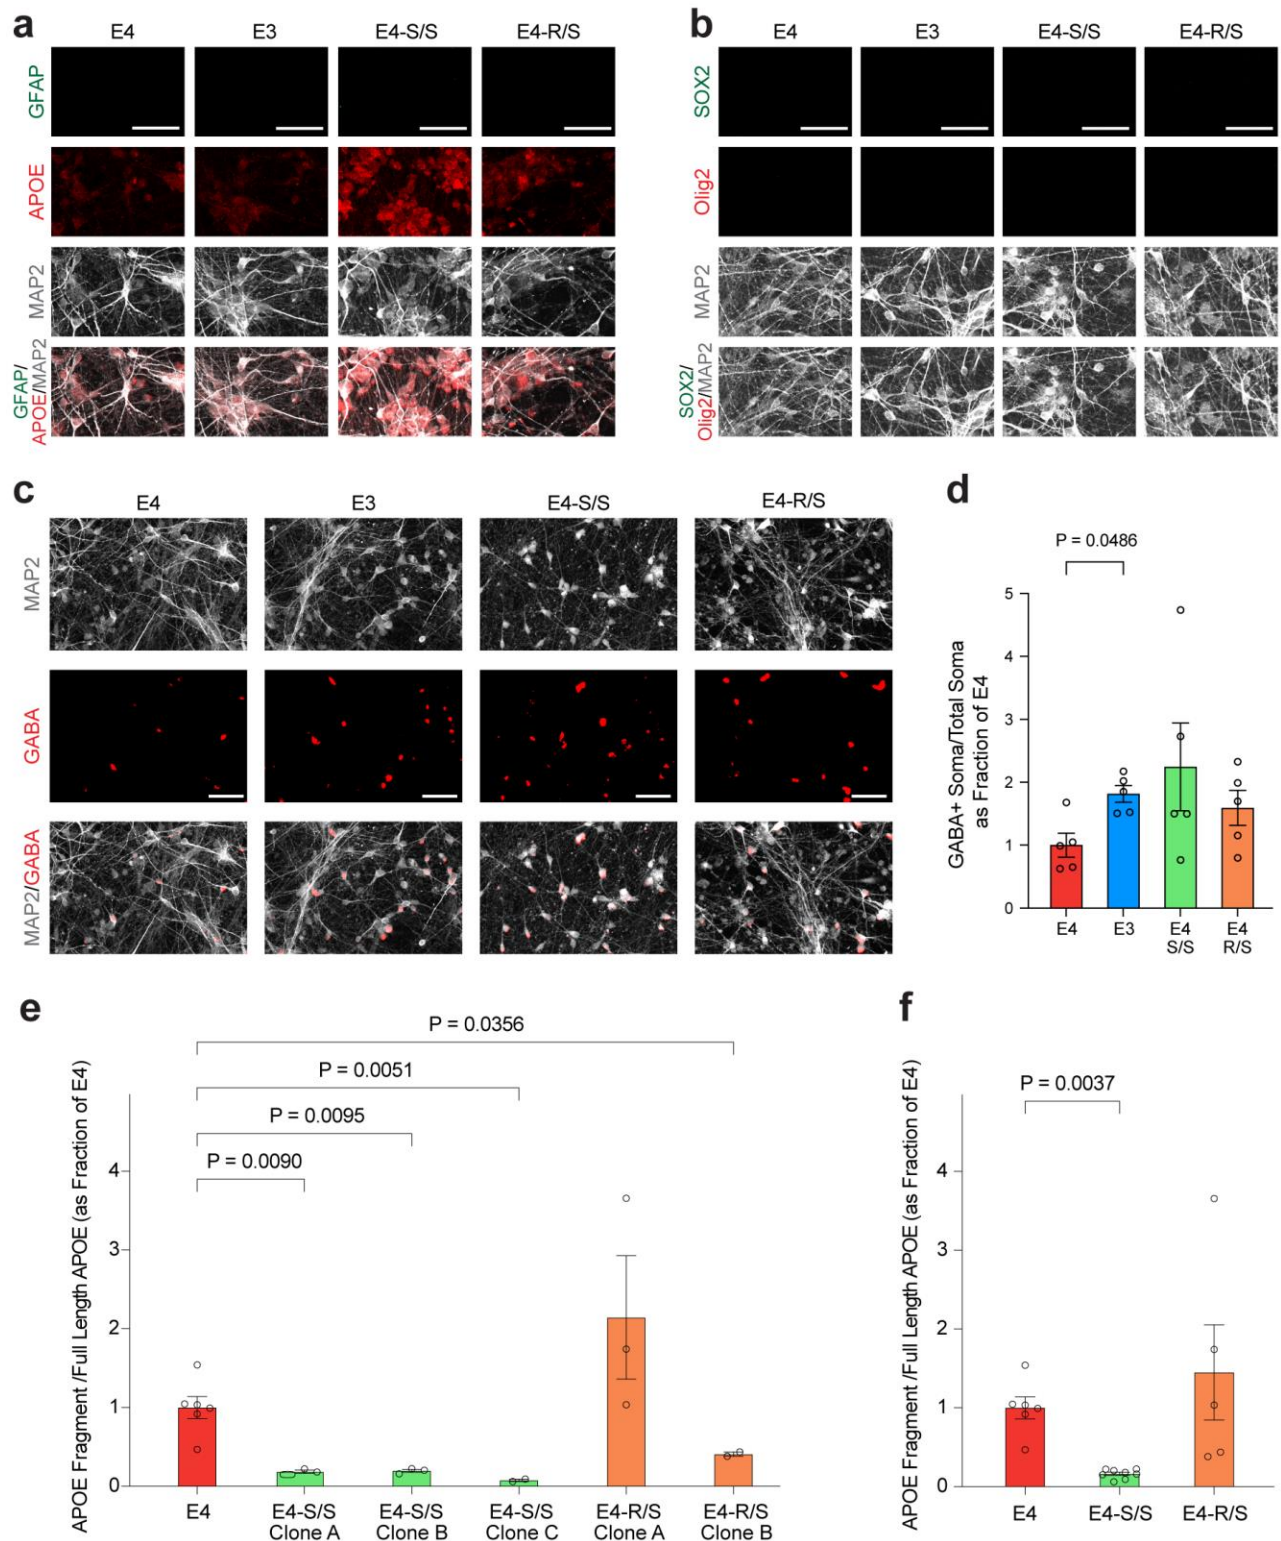 a
E4 E3 E4-S/S E4-R/S
GFAP
APOE
MAP2
GFAP/
APOE/MAP2
b
E4 E3 E4-S/S E4-R/S
SOX2
Olig2
MAP2
SOX2/
Olig2/MAP2
c
E4 E3 E4-S/S E4-R/S
MAP2
GABA
MAP2/GABA
d
P = 0.0486
GABA+ Soma/Total Soma
as Fraction of E4
5
4
3
2
1
0
E4 E3 E4 E4
S/S R/S
e
P = 0.0356
P = 0.0051
P = 0.0095
P = 0.0090
APOE Fragment /Full Length APOE (as Fraction of E4)
4
3
2
1
0
E4 E4-S/S E4-S/S E4-S/S E4-R/S E4-R/S
Clone A Clone B Clone C Clone A Clone B
f
P = 0.0037
APOE Fragment /Full Length APOE (as Fraction of E4)
4
3
2
1
0
E4 E4-S/S E4-R/S